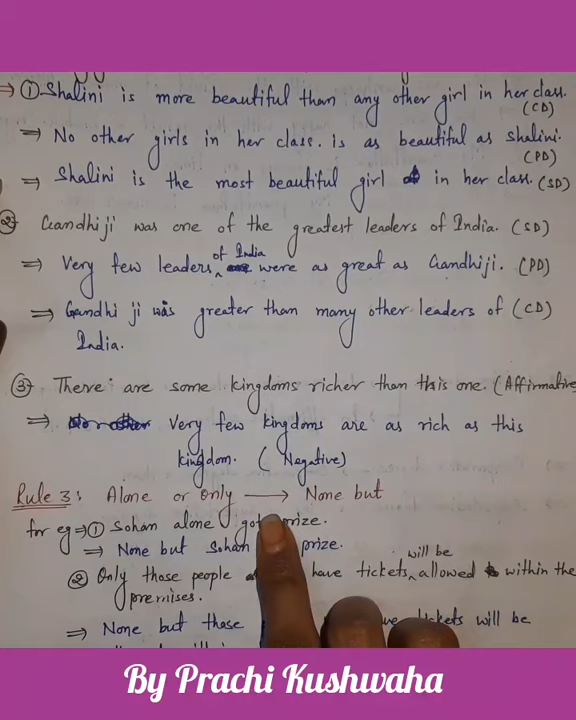 ⇒ ① Shalini is more beautiful than any other girl in her class. (CD)
⇒ No other girls in her class. is as beautiful as Shalini. (PD)
⇒ Shalini is the most beautiful girl in her class. (SD)
② Gandhiji was one of the greatest leaders of India. (SD)
⇒ Very few leaders of India were as great as Gandhiji. (PD)
⇒ Gandhi ji was greater than many other leaders of (CD)
India.
③ There are some kingdoms richer than this one. (Affirmative
⇒ Very few kingdoms are as rich as this
kingdom. (Negative)
Rule 3: Alone or only → None but
for eg ⇒ ① Sohan alone got prize.
⇒ None but Sohan prize.
② Only those people have tickets will be allowed within the
premises.
⇒ None but those tickets will be
By Prachi Kushwaha